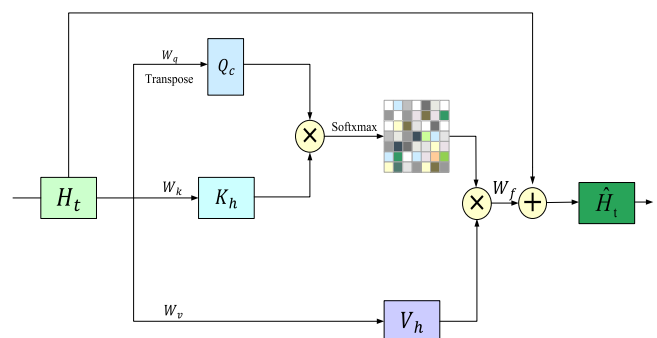 W_q
Transpose
Q_c
Softxmax
H_t
W_k
K_h
W_f
Ĥ_t
W_v
V_h